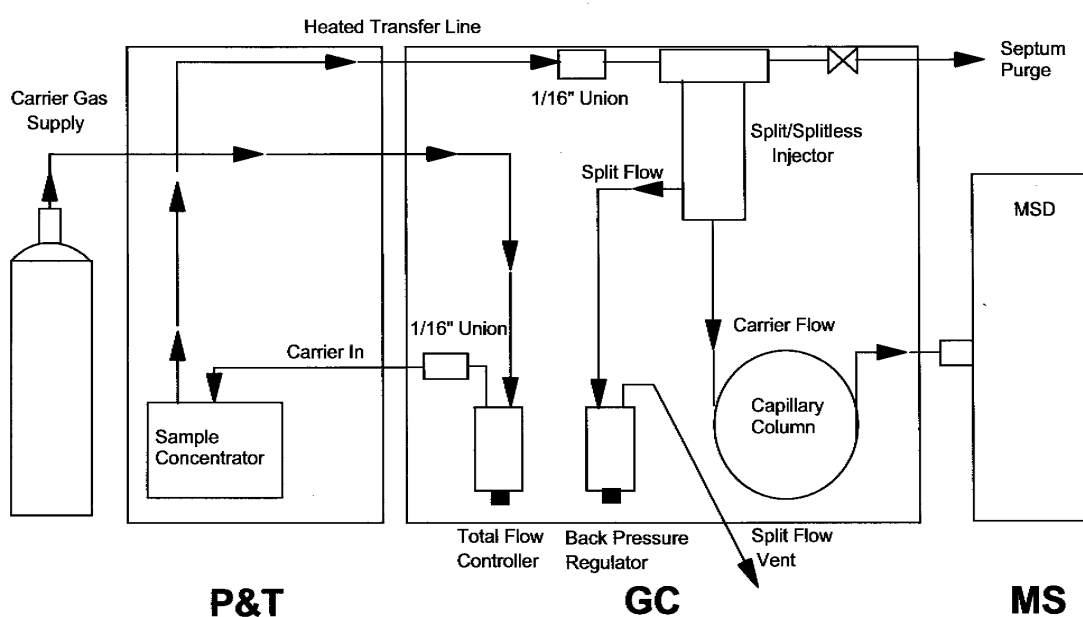 Heated Transfer Line
Septum
Purge
1/16" Union
Carrier Gas
Supply
Split/Splitless
Injector
Split Flow
MSD
1/16" Union
Carrier Flow
Carrier In
Capillary
Column
Sample
Concentrator
Total Flow
Controller
Back Pressure
Regulator
Split Flow
Vent
P&T
GC
MS